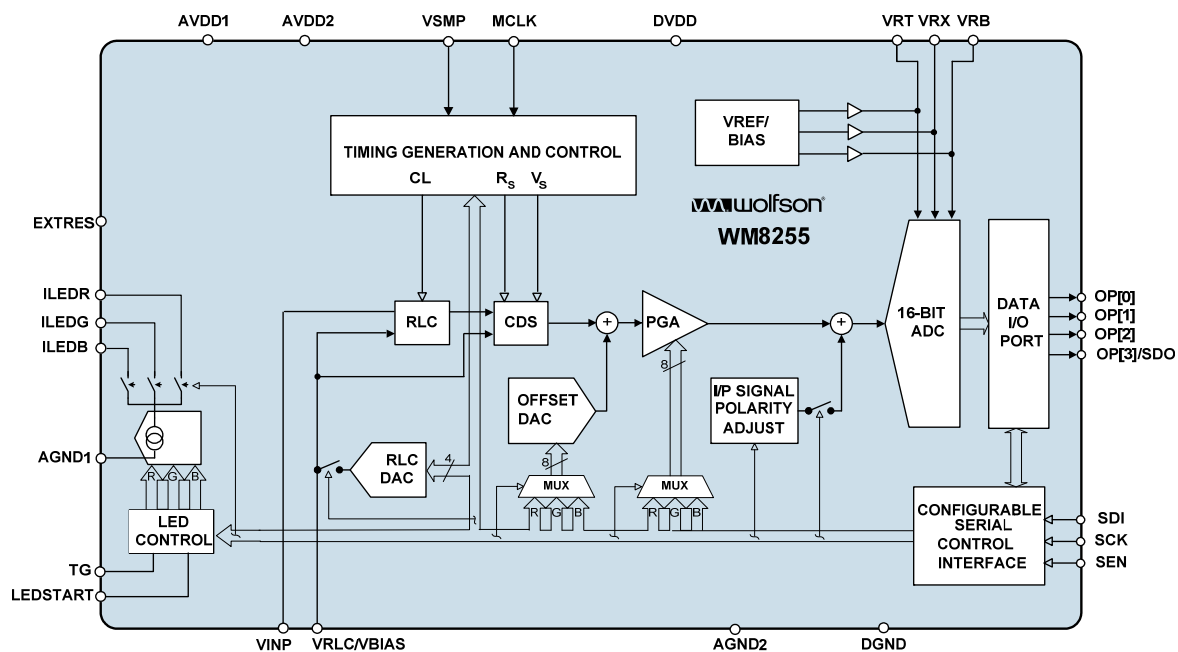 AVDD1 AVDD2 VSMP MCLK DVDD VRT VRX VRB
VREF/
BIAS
TIMING GENERATION AND CONTROL
CL RS VS
wolfson®
WM8255
EXTRES
ILEDR
ILEDG
ILEDB
AGND1
TG
LEDSTART
RLC
CDS
+
PGA
+
16-BIT
ADC
DATA
I/O
PORT
OP[0]
OP[1]
OP[2]
OP[3]/SDO
8
OFFSET
DAC
I/P SIGNAL
POLARITY
ADJUST
RLC
DAC
4
8
MUX
R G B
MUX
R G B
R G B
LED
CONTROL
CONFIGURABLE
SERIAL
CONTROL
INTERFACE
SDI
SCK
SEN
VINP VRLC/VBIAS AGND2 DGND